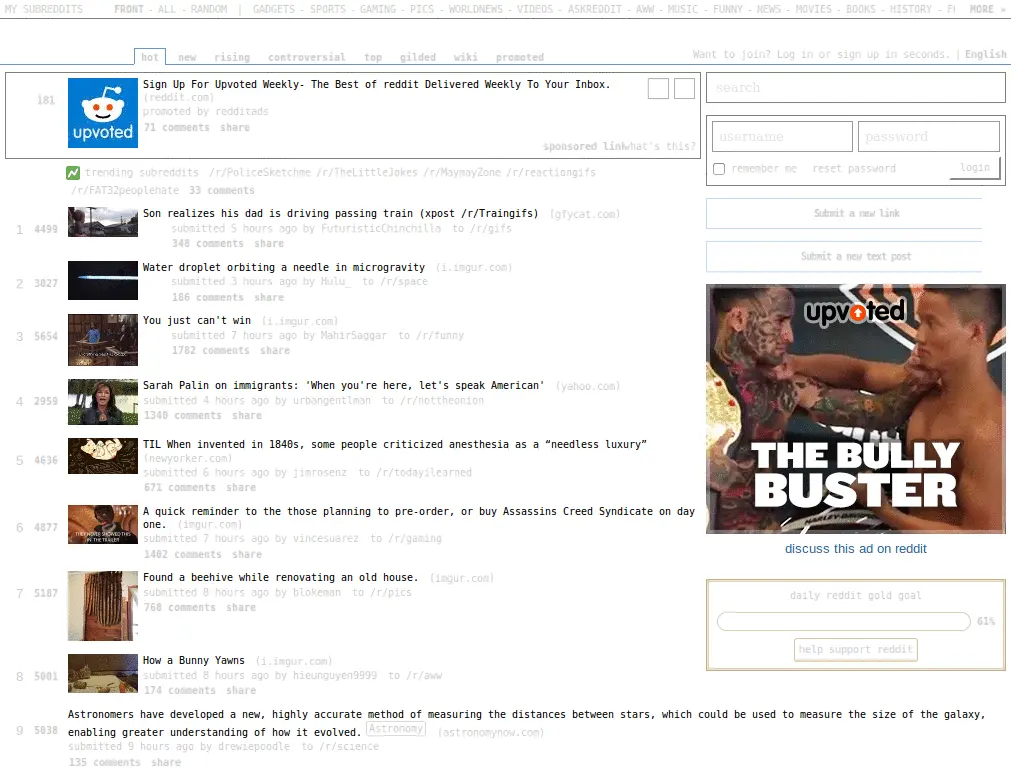 MY SUBREDDITS FRONT - ALL - RANDOM | GADGETS - SPORTS - GAMING - PICS - WORLDNEWS - VIDEOS - ASKREDDIT - AWW - MUSIC - FUNNY - NEWS - MOVIES - BOOKS - HISTORY - MORE »
hot new rising controversial top gilded wiki promoted
Want to join? Log in or sign up in seconds. | English
181
upvoted
Sign Up For Upvoted Weekly- The Best of reddit Delivered Weekly To Your Inbox.
(reddit.com)
promoted by redditads
71 comments share
sponsored link what's this?
trending subreddits /r/PoliceSketchme /r/TheLittleJokes /r/MaymayZone /r/reactiongifs
/r/FAT32peoplehate 33 comments
1 4499 Son realizes his dad is driving passing train (xpost /r/Traingifs) (gfycat.com)
submitted 5 hours ago by FuturisticChinchilla to /r/gifs
348 comments share
2 3027 Water droplet orbiting a needle in microgravity (i.imgur.com)
submitted 3 hours ago by Hulu_ to /r/space
186 comments share
3 5654 You just can't win (i.imgur.com)
submitted 7 hours ago by MahirSaggar to /r/funny
1782 comments share
4 2959 Sarah Palin on immigrants: 'When you're here, let's speak American' (yahoo.com)
submitted 4 hours ago by urbangentlman to /r/nottheonion
1340 comments share
5 4636 TIL When invented in 1840s, some people criticized anesthesia as a “needless luxury”
(newyorker.com)
submitted 6 hours ago by jimrosenz to /r/todayilearned
671 comments share
6 4877 A quick reminder to the those planning to pre-order, or buy Assassins Creed Syndicate on day
one. (imgur.com)
submitted 7 hours ago by vincesuarez to /r/gaming
1402 comments share
THEY NEVER SHOWED THIS
IN THE TRAILER
7 5187 Found a beehive while renovating an old house. (imgur.com)
submitted 8 hours ago by blokeman to /r/pics
768 comments share
8 5001 How a Bunny Yawns (i.imgur.com)
submitted 8 hours ago by hieunguyen9999 to /r/aww
174 comments share
9 5038 Astronomers have developed a new, highly accurate method of measuring the distances between stars, which could be used to measure the size of the galaxy,
enabling greater understanding of how it evolved. Astronomy (astronomynow.com)
submitted 9 hours ago by drewiepoodle to /r/science
135 comments share
search
username password
remember me reset password login
Submit a new link
Submit a new text post
upvoted
THE BULLY
BUSTER
discuss this ad on reddit
daily reddit gold goal
61%
help support reddit